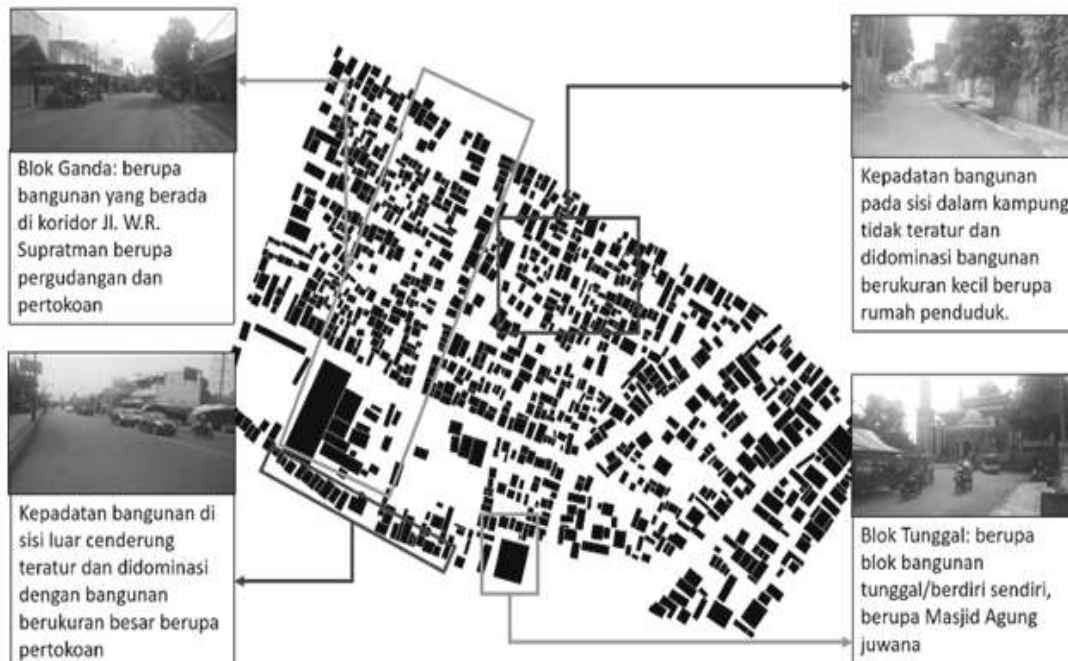 Blok Ganda: berupa
bangunan yang berada
di koridor Jl. W.R.
Supratman berupa
pergudangan dan
pertokoan
Kepadatan bangunan di
sisi luar cenderung
teratur dan didominasi
dengan bangunan
berukuran besar berupa
pertokoan
Kepadatan bangunan
pada sisi dalam kampung
tidak teratur dan
didominasi bangunan
berukuran kecil berupa
rumah penduduk.
Blok Tunggal: berupa
blok bangunan
tunggal/berdiri sendiri,
berupa Masjid Agung
juwana